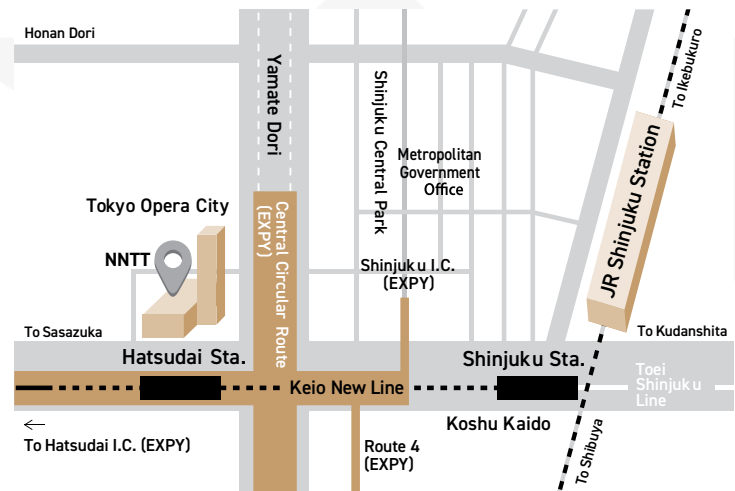 Honan Dori
Yamate Dori
Shinjuku Central Park
To Ikebukuro
Metropolitan
Government
Office
JR Shinjuku Station
Tokyo Opera City
NNTT
Central Circular Route
(EXPY)
Shinjuku I.C.
(EXPY)
To Sasazuka
To Kudanshita
Hatsudai Sta.
Shinjuku Sta.
Keio New Line
Toei
Shinjuku
Line
Koshu Kaido
←
To Hatsudai I.C. (EXPY)
Route 4
(EXPY)
To Shibuya